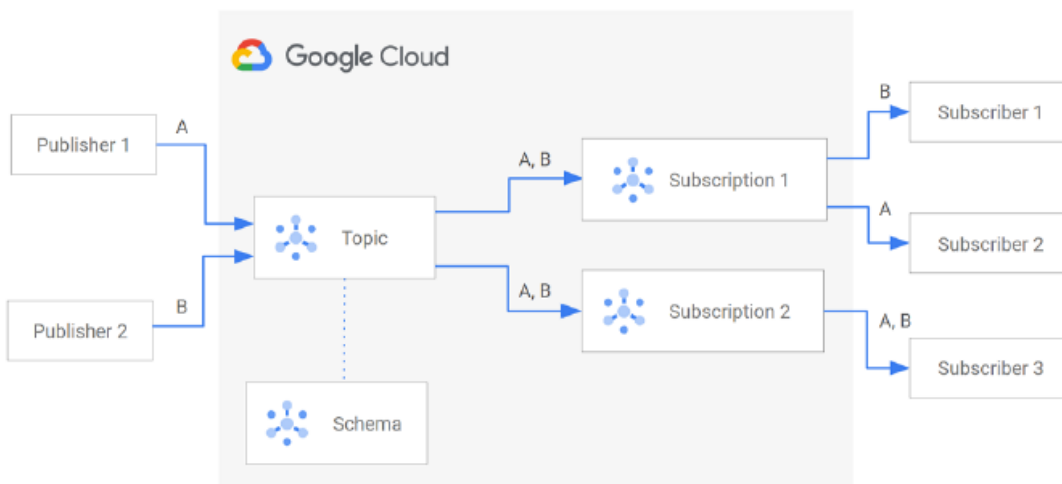 Google Cloud
B
Subscriber 1
A
Publisher 1
A, B
Subscription 1
A
Topic
Subscriber 2
A, B
B
Subscription 2
A, B
Publisher 2
Subscriber 3
Schema